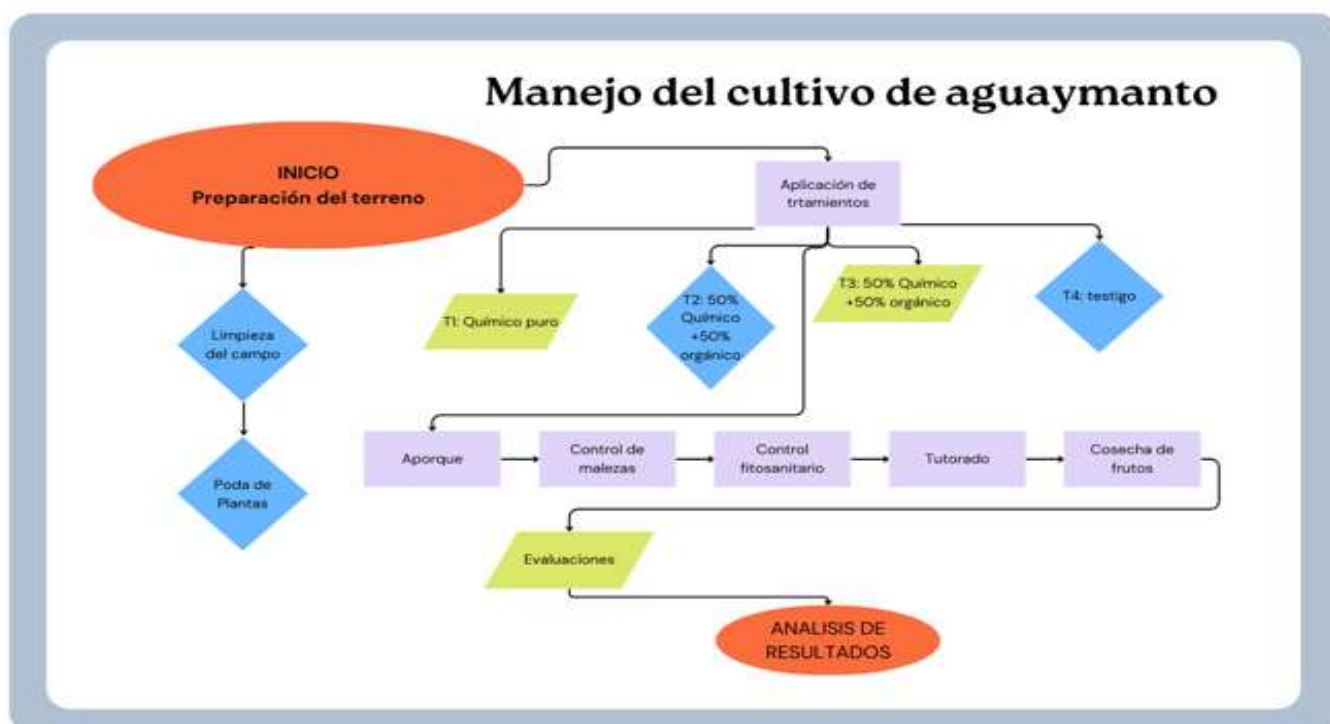 Manejo del cultivo de aguaymanto
INICIO
Preparación del terreno
Aplicación de
trtamientos
T1: Químico puro
T2: 50%
Químico
+50%
orgánico
T3: 50% Químico
+50% orgánico
T4: testigo
Limpieza
del campo
Poda de
Plantas
Aporque
Control de
malezas
Control
fitosanitario
Tutorado
Cosecha de
frutos
Evaluaciones
ANALISIS DE
RESULTADOS